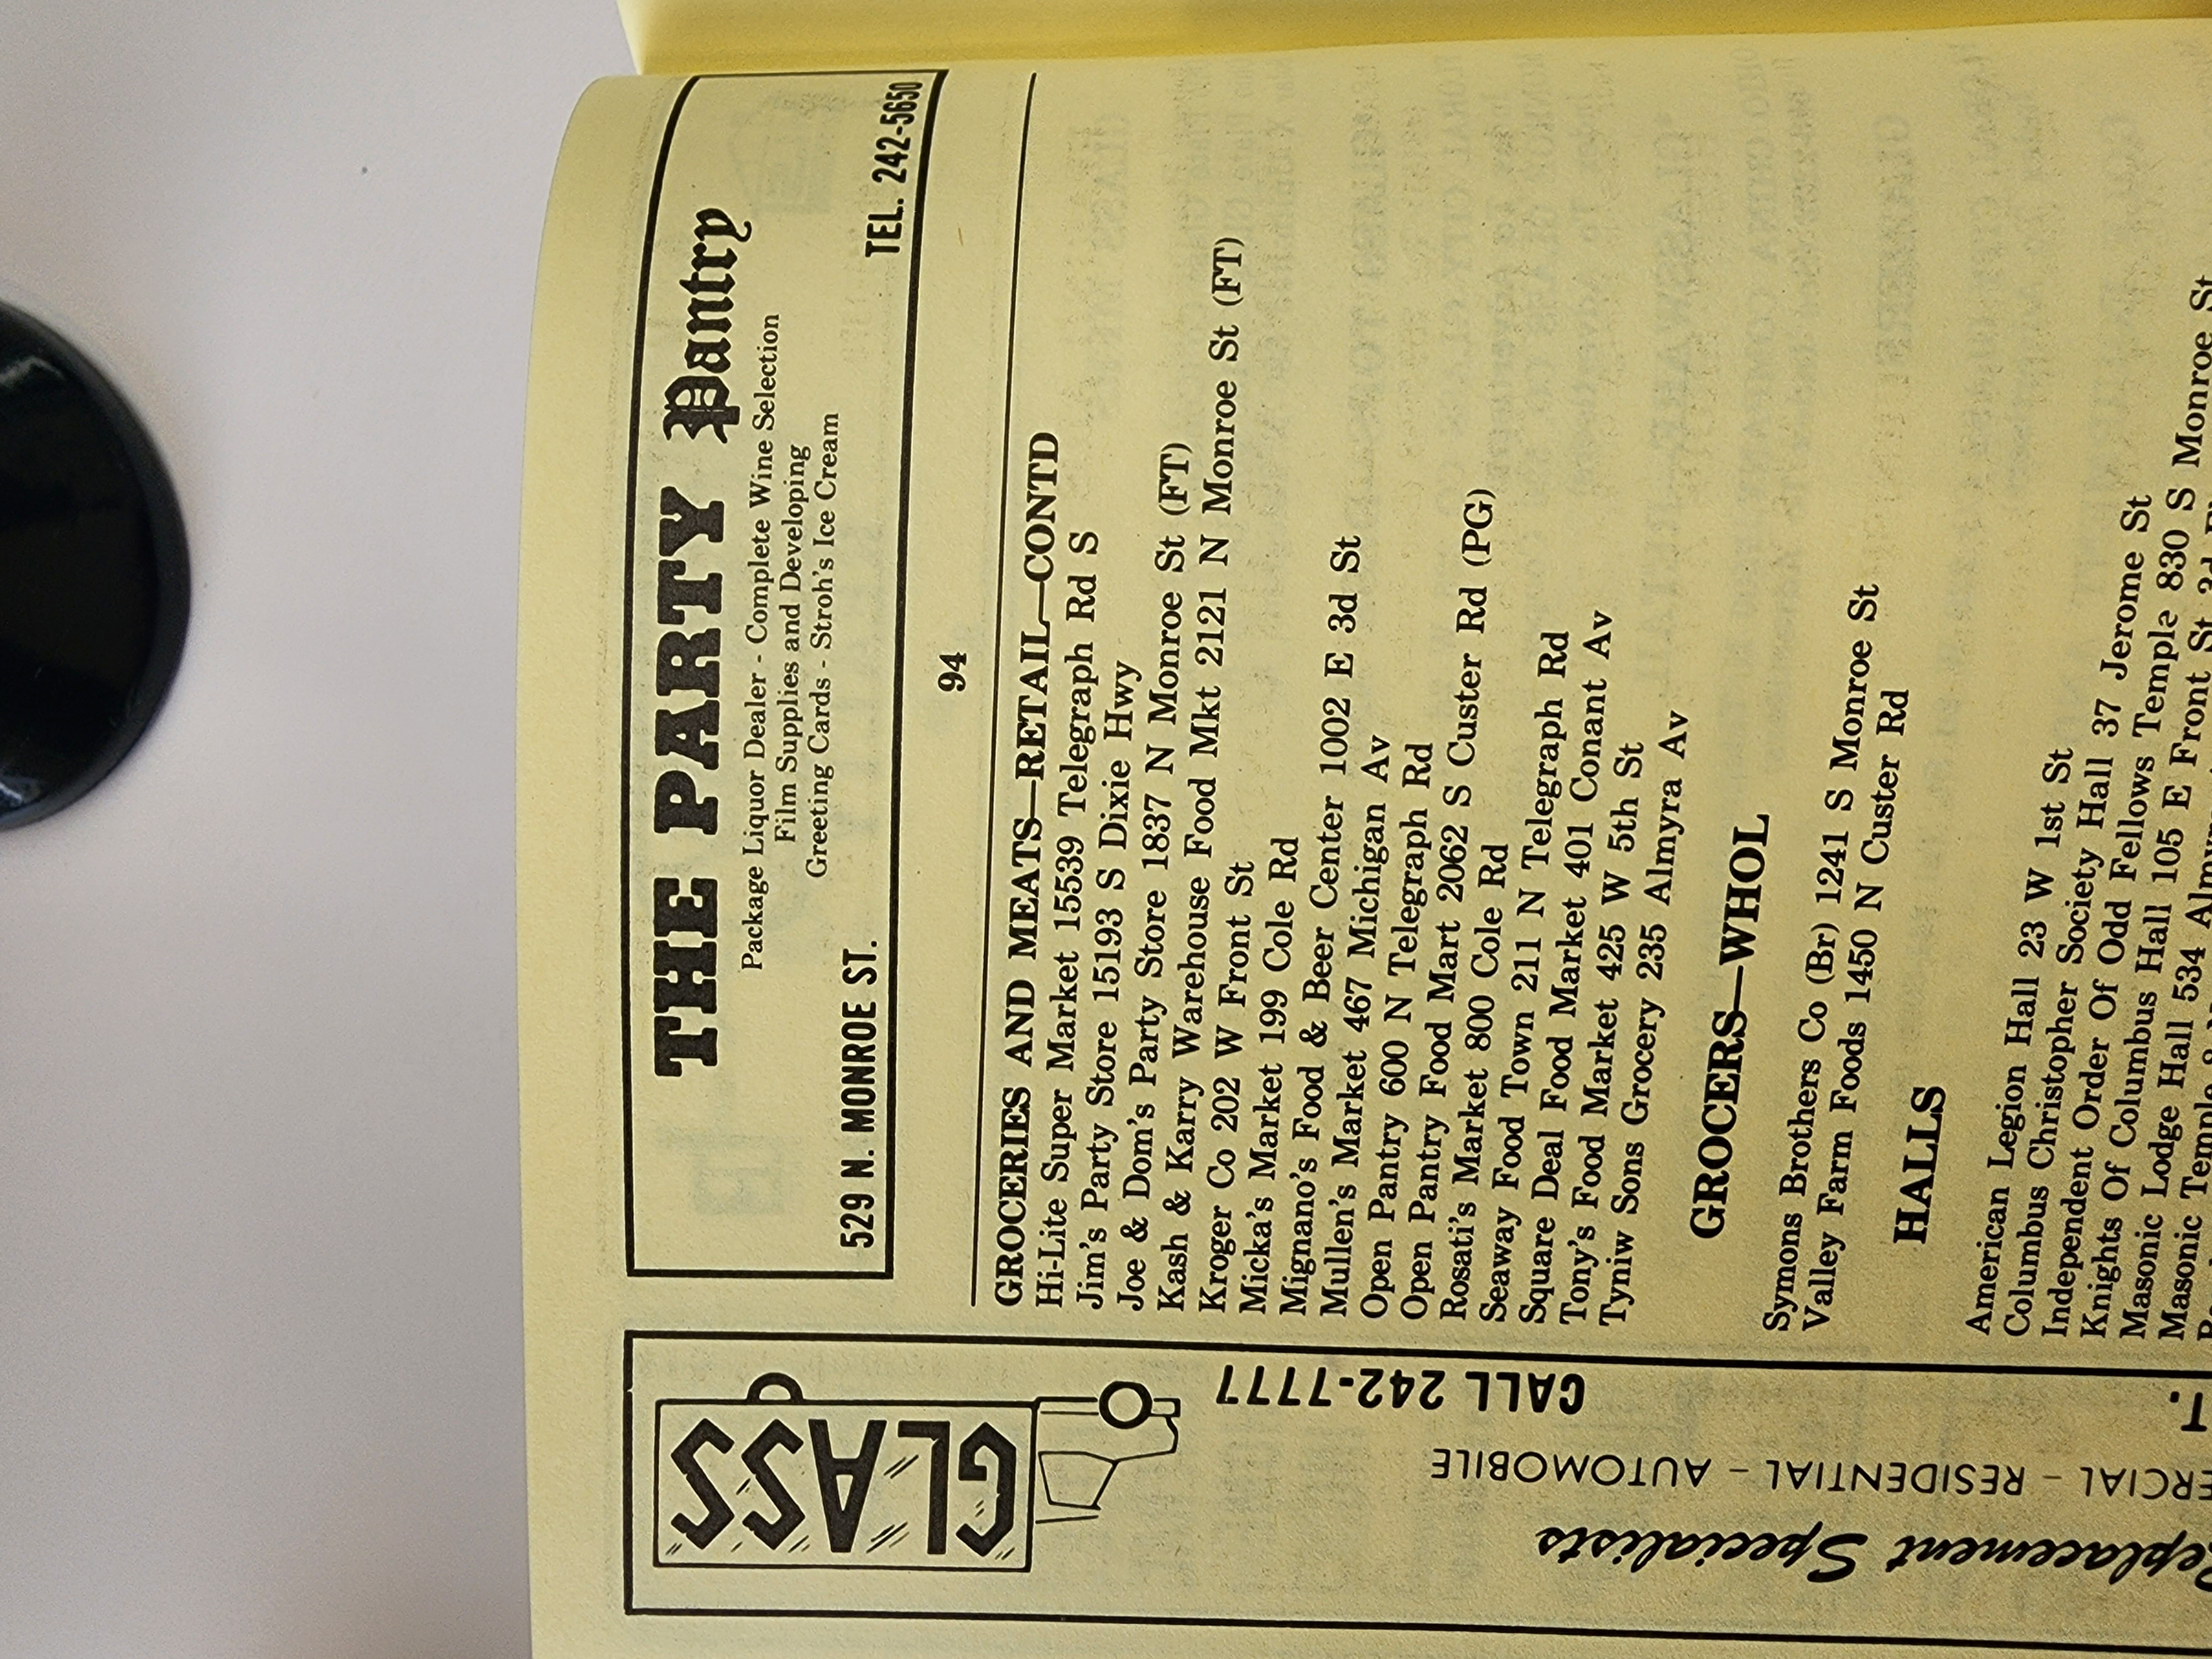 THE PARTY Pantry
Package Liquor Dealer - Complete Wine Selection
Film Supplies and Developing
Greeting Cards - Stroh's Ice Cream
529 N. MONROE ST.
TEL. 242-5650
94
GROCERIES AND MEATS—RETAIL—CONTD
Hi-Lite Super Market 15539 Telegraph Rd S
Jim's Party Store 15193 S Dixie Hwy
Joe & Dom's Party Store 1837 N Monroe St (FT)
Kash & Karry Warehouse Food Mkt 2121 N Monroe St (FT)
Kroger Co 202 W Front St
Micka's Market 199 Cole Rd
Mignano's Food & Beer Center 1002 E 3d St
Mullen's Market 467 Michigan Av
Open Pantry 600 N Telegraph Rd
Open Pantry Food Mart 2062 S Custer Rd (PG)
Rosati's Market 800 Cole Rd
Seaway Food Town 211 N Telegraph Rd
Square Deal Food Market 401 Conant Av
Tony's Food Market 425 W 5th St
Tyniw Sons Grocery 235 Almyra Av
GROCERS—WHOL
Symons Brothers Co (Br) 1241 S Monroe St
Valley Farm Foods 1450 N Custer Rd
HALLS
American Legion Hall 23 W 1st St
Columbus Christopher Society Hall 37 Jerome St
Independent Order Of Odd Fellows Temple 830 S Monroe St
Knights Of Columbus Hall 105 E Front St
Masonic Lodge Hall 534
Masonic Temple
GLASS
CALL 242-7777
RESIDENTIAL - AUTOMOBILE
Specialists